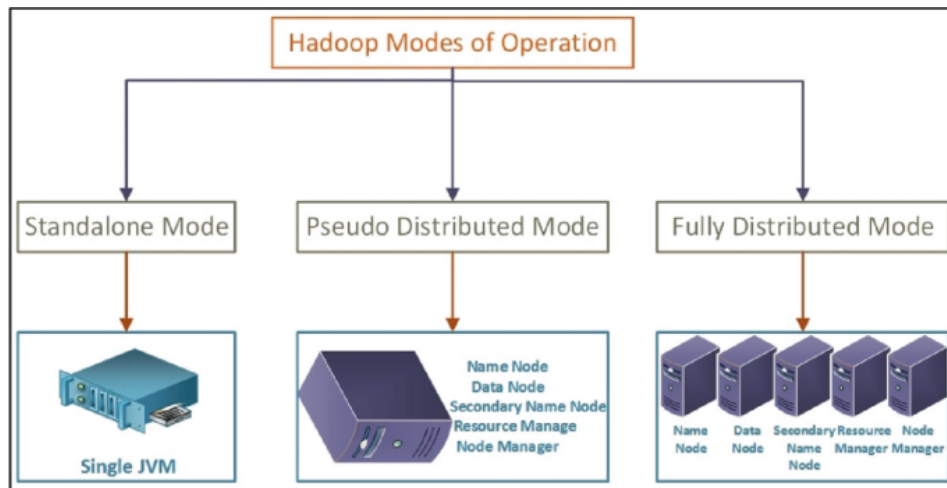 Hadoop Modes of Operation
Standalone Mode
Pseudo Distributed Mode
Fully Distributed Mode
Single JVM
Name Node
Data Node
Secondary Name Node
Resource Manage
Node Manager
Name
Node
Data
Node
Secondary
Name
Node
Resource
Manager
Node
Manager